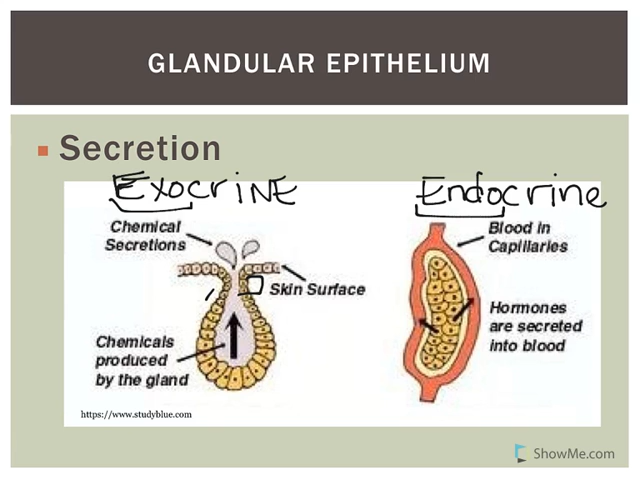 GLANDULAR EPITHELIUM
Secretion
ExocriNE
Endocrine
Chemical
Secretions
Skin Surface
Chemicals
produced
by the gland
Blood in
Capillaries
Hormones
are secreted
into blood
https://www.studyblue.com
ShowMe.com